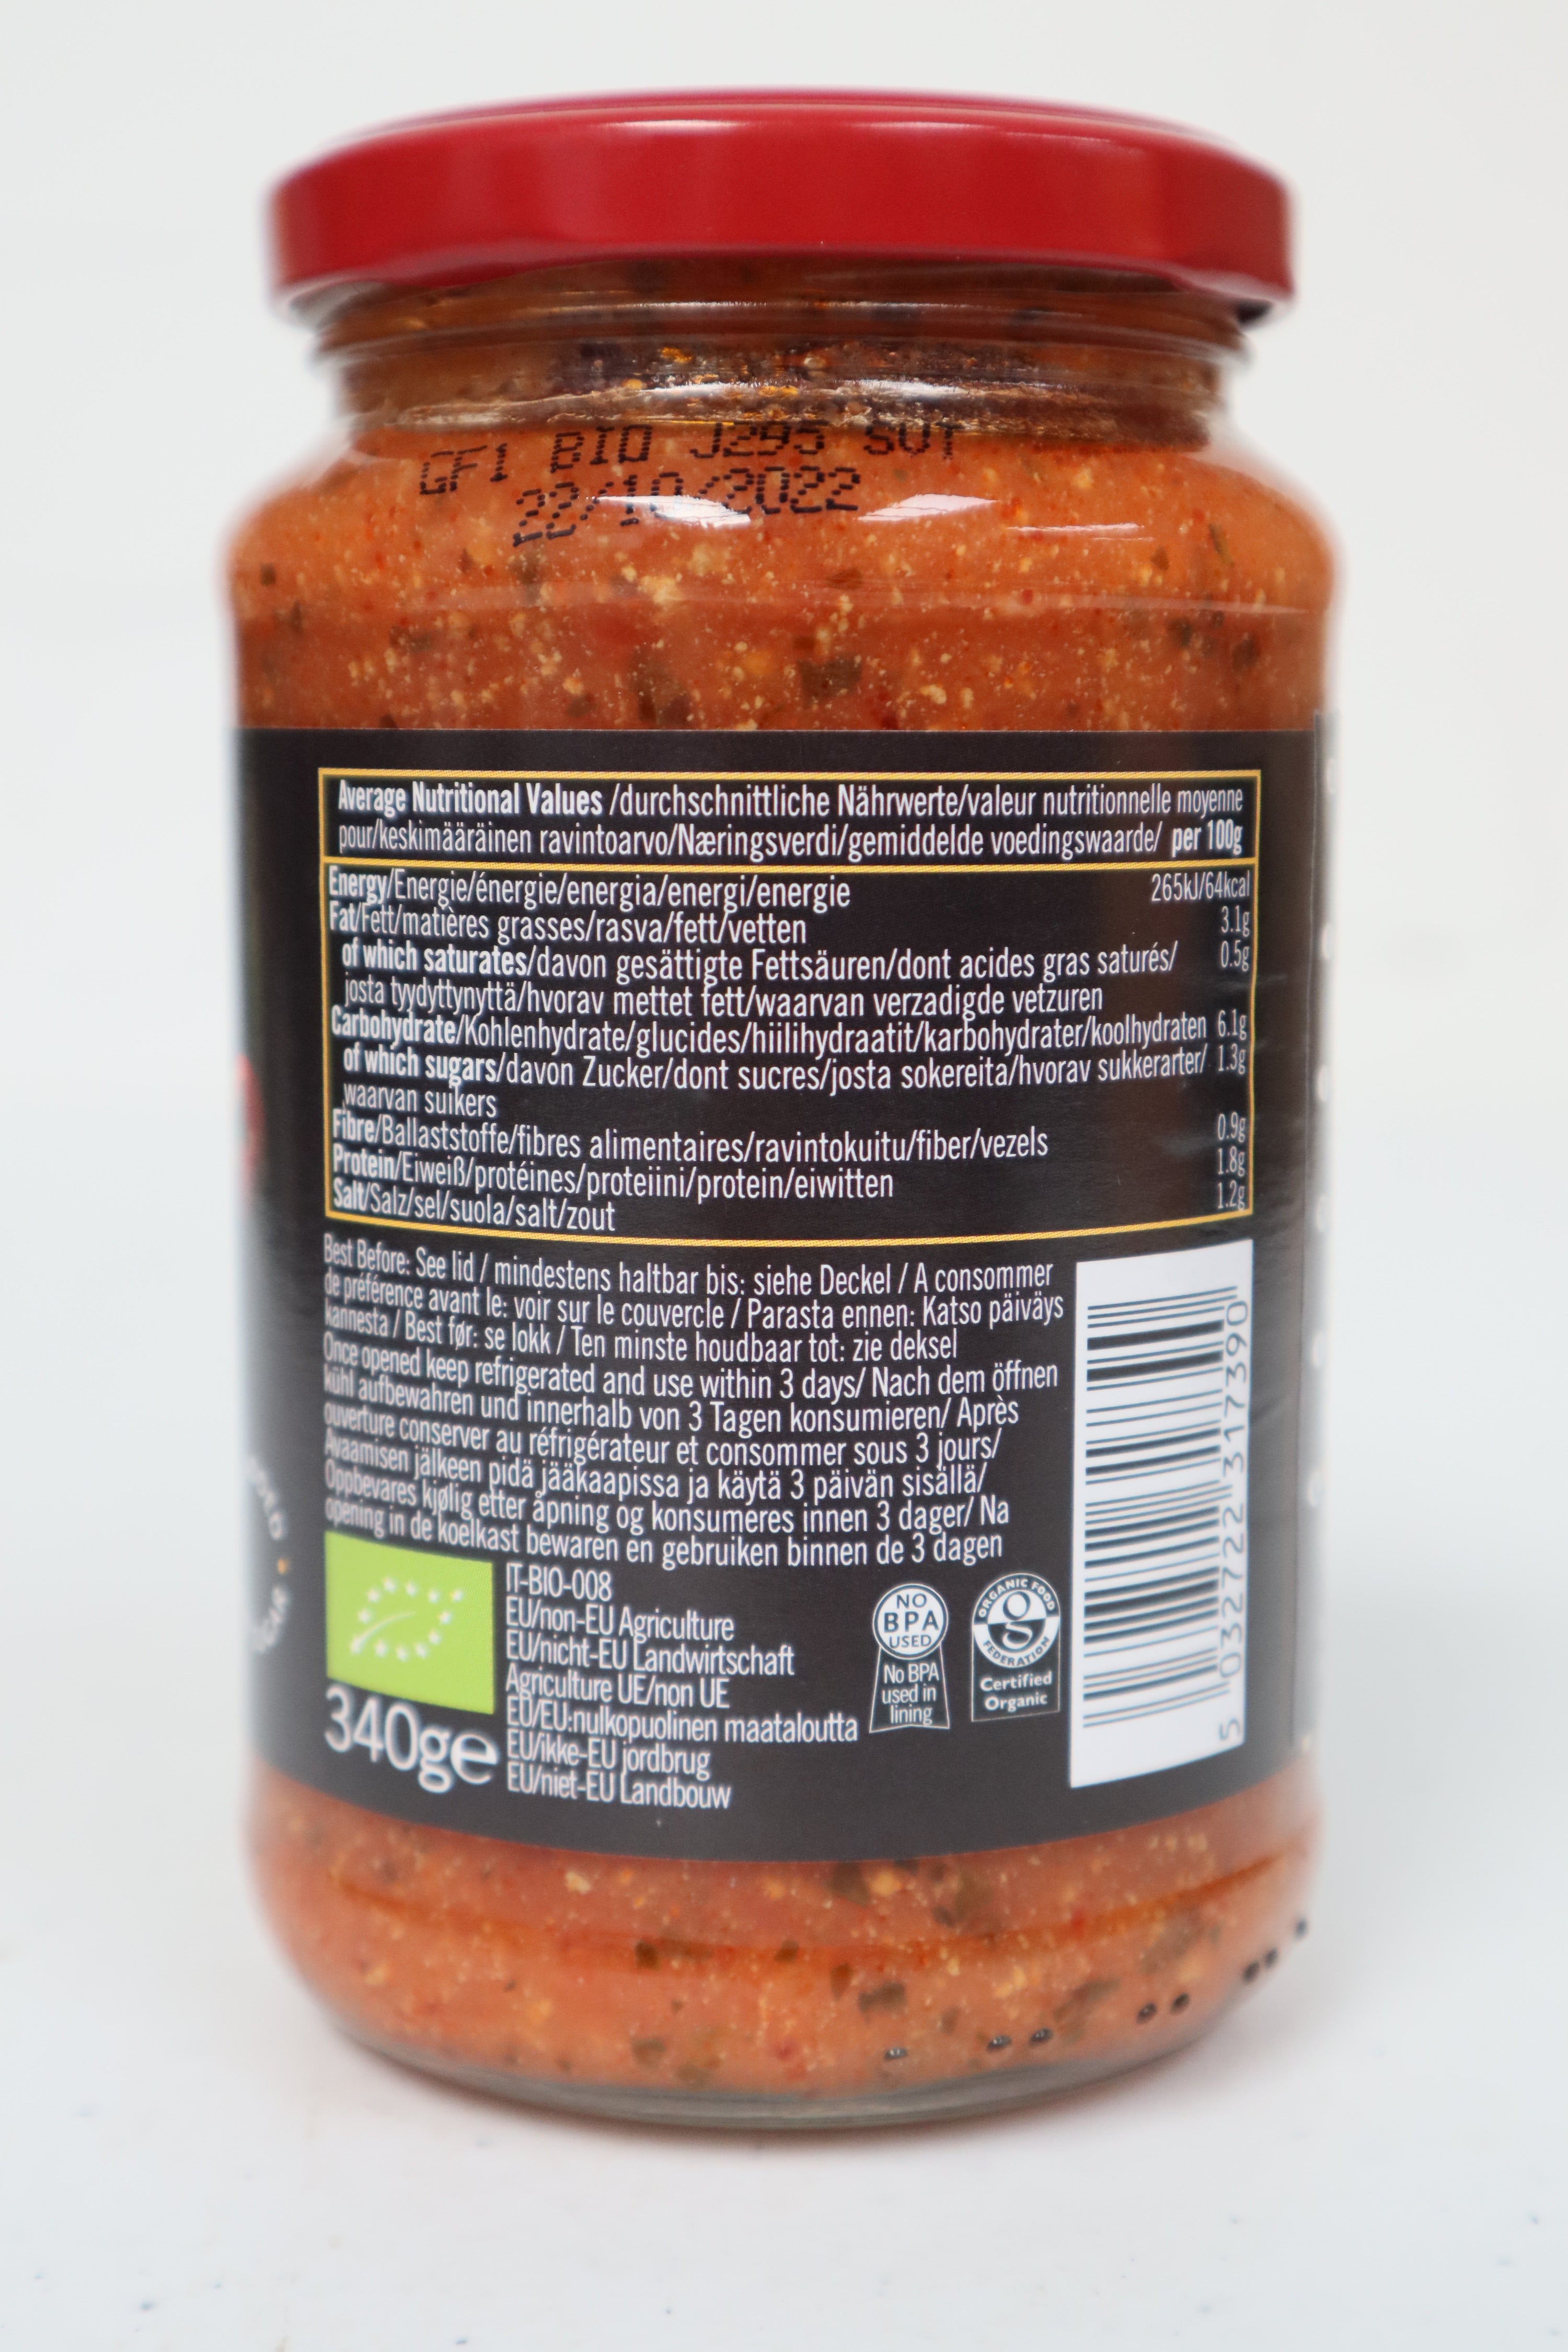 GF1 BIO J295 SUT
22/10/2022
Average Nutritional Values /durchschnittliche Nährwerte/valeur nutritionnelle moyenne
pour/keskimääräinen ravintoarvo/Næringsverdi/gemiddelde voedingswaarde/ per 100g
Energy/Energie/énergie/energia/energi/energie 265kJ/64kcal
Fat/Fett/matières grasses/rasva/fett/vetten 3.1g
of which saturates/davon gesättigte Fettsäuren/dont acides gras saturés/ 0.5g
josta tyydyttynyttä/hvorav mettet fett/waarvan verzadigde vetzuren
Carbohydrate/Kohlenhydrate/glucides/hiilihydraatit/karbohydrater/koolhydraten 6.1g
of which sugars/davon Zucker/dont sucres/josta sokereita/hvorav sukkerarter/ 1.3g
waarvan suikers
Fibre/Ballaststoffe/fibres alimentaires/ravintokuitu/fiber/vezels 0.9g
Protein/Eiweiß/protéines/proteiini/protein/eiwitten 1.8g
Salt/Salz/sel/suola/salt/zout 1.2g
Best Before: See lid / mindestens haltbar bis: siehe Deckel / A consommer
de préférence avant le: voir sur le couvercle / Parasta ennen: Katso päiväys
kannesta / Best før: se lokk / Ten minste houdbaar tot: zie deksel
Once opened keep refrigerated and use within 3 days/ Nach dem öffnen
kühl aufbewahren und innerhalb von 3 Tagen konsumieren/ Après
ouverture conserver au réfrigérateur et consommer sous 3 jours/
Avaamisen jälkeen pidä jääkaapissa ja käytä 3 päivän sisällä/
Oppbevares kjølig etter åpning og konsumeres innen 3 dager/ Na
opening in de koelkast bewaren en gebruiken binnen de 3 dagen
IT-BIO-008
EU/non-EU Agriculture
EU/nicht-EU Landwirtschaft
Agriculture UE/non UE
EU/EU:nulkopuolinen maataloutta
EU/ikke-EU jordbrug
EU/niet-EU Landbouw
340ge
NO
BPA
USED
No BPA
used in
lining
ORGANIC FOOD
FEDERATION
Certified
Organic
5 032722 317390